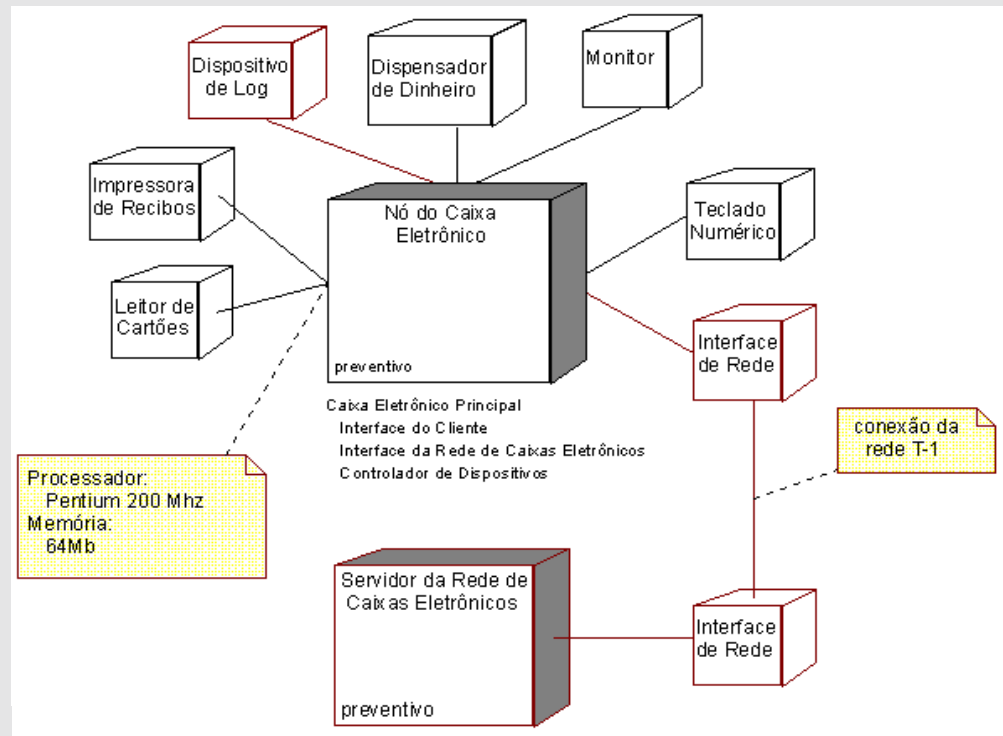 Dispositivo
de Log
Dispensador
de Dinheiro
Monitor
Impressora
de Recibos
Nó do Caixa
Eletrônico
Teclado
Numérico
Leitor de
Cartões
Interface
de Rede
preventivo
Caixa Eletrônico Principal
Interface do Cliente
Interface da Rede de Caixas Eletrônicos
Controlador de Dispositivos
conexão da
rede T-1
Processador:
Pentium 200 Mhz
Memória:
64Mb
Servidor da Rede de
Caixas Eletrônicos
Interface
de Rede
preventivo